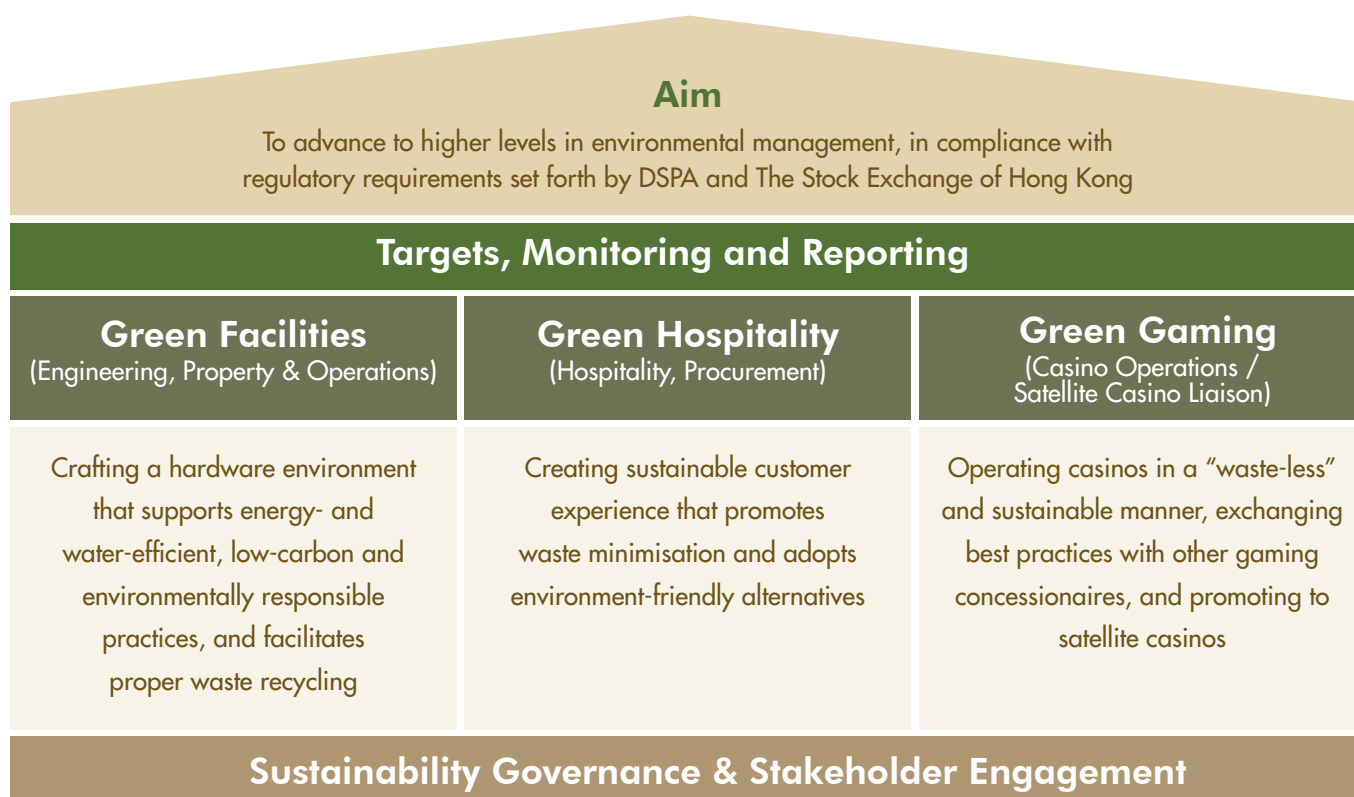 Aim
To advance to higher levels in environmental management, in compliance with
regulatory requirements set forth by DSPA and The Stock Exchange of Hong Kong
Targets, Monitoring and Reporting
Green Facilities
(Engineering, Property & Operations)
Crafting a hardware environment
that supports energy- and
water-efficient, low-carbon and
environmentally responsible
practices, and facilitates
proper waste recycling
Green Hospitality
(Hospitality, Procurement)
Creating sustainable customer
experience that promotes
waste minimisation and adopts
environment-friendly alternatives
Green Gaming
(Casino Operations /
Satellite Casino Liaison)
Operating casinos in a “waste-less”
and sustainable manner, exchanging
best practices with other gaming
concessionaires, and promoting to
satellite casinos
Sustainability Governance & Stakeholder Engagement